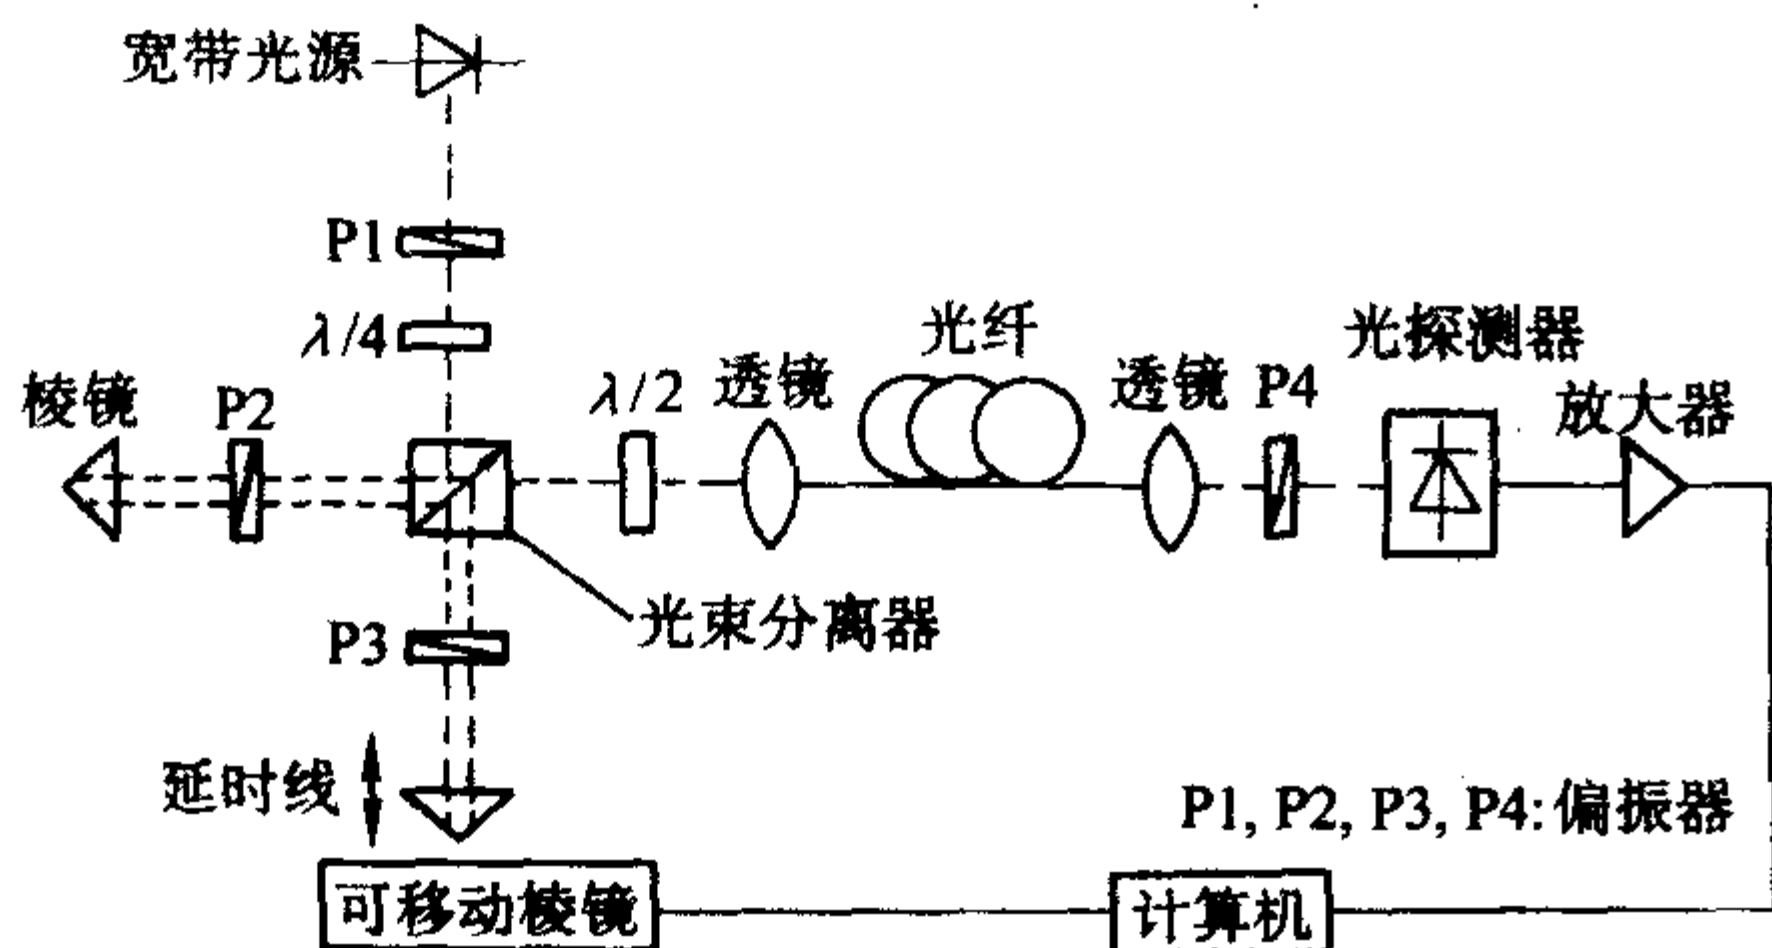 宽带光源
P1
λ/4
棱镜
P2
λ/2
透镜
光纤
透镜
P4
光探测器
放大器
P3
光束分离器
延时线
P1, P2, P3, P4: 偏振器
可移动棱镜
计算机